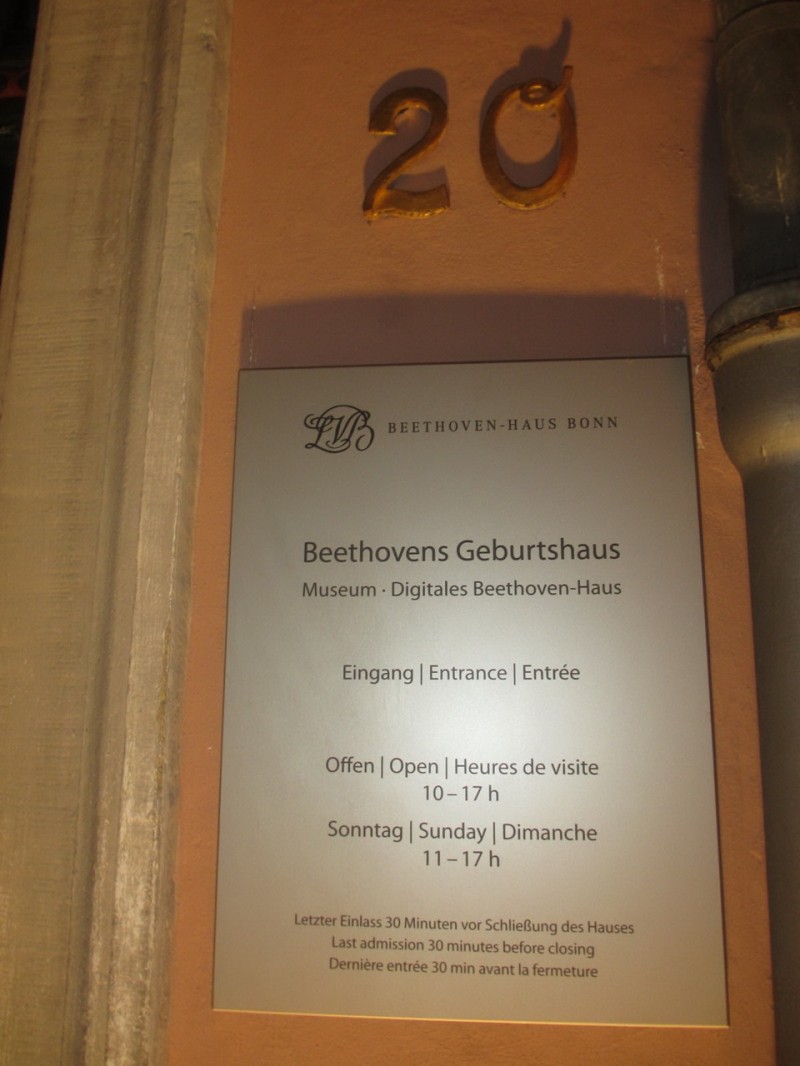 20
LVB BEETHOVEN-HAUS BONN
Beethovens Geburtshaus
Museum · Digitales Beethoven-Haus
Eingang | Entrance | Entrée
Offen | Open | Heures de visite
10 – 17 h
Sonntag | Sunday | Dimanche
11 – 17 h
Letzter Einlass 30 Minuten vor Schließung des Hauses
Last admission 30 minutes before closing
Dernière entrée 30 min avant la fermeture